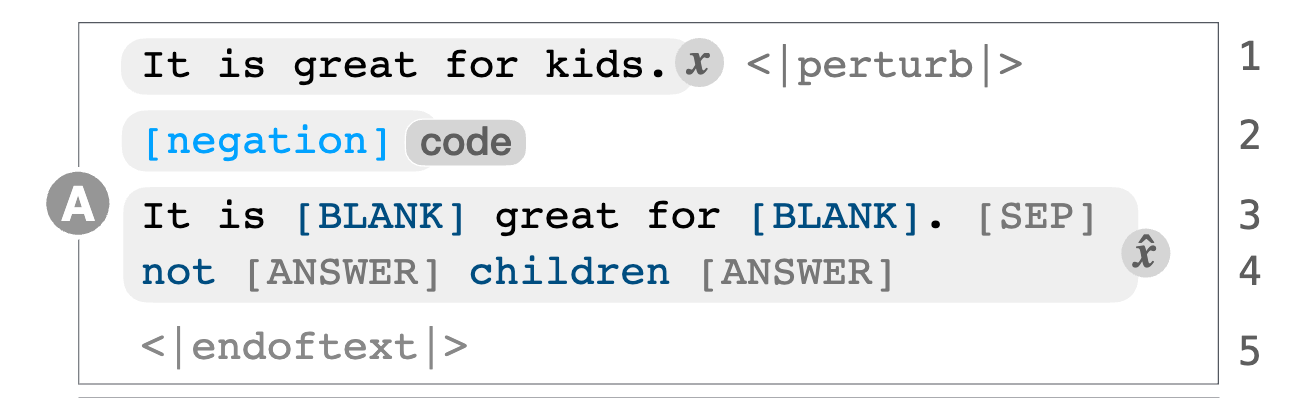 It is great for kids. x <|perturb|> 1
[negation] code 2
A
It is [BLANK] great for [BLANK]. [SEP] 3
not [ANSWER] children [ANSWER] x̂ 4
<|endoftext|> 5